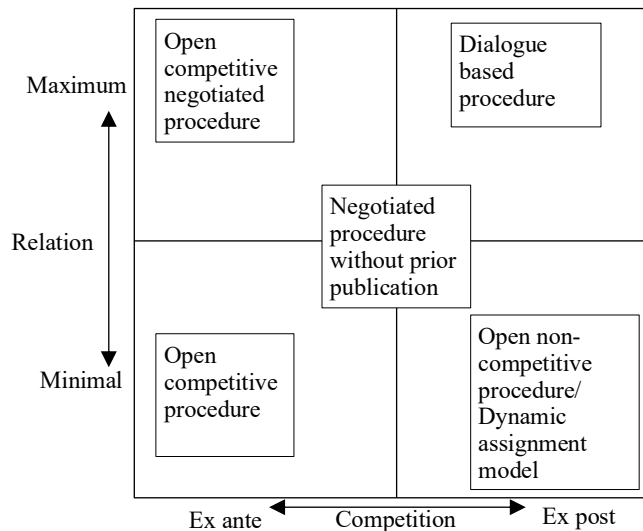 Open
competitive
negotiated
procedure
Dialogue
based
procedure
Maximum
Negotiated
procedure
without prior
publication
Relation
Open
competitive
procedure
Open non-
competitive
procedure/
Dynamic
assignment
model
Minimal
Ex ante
Competition
Ex post